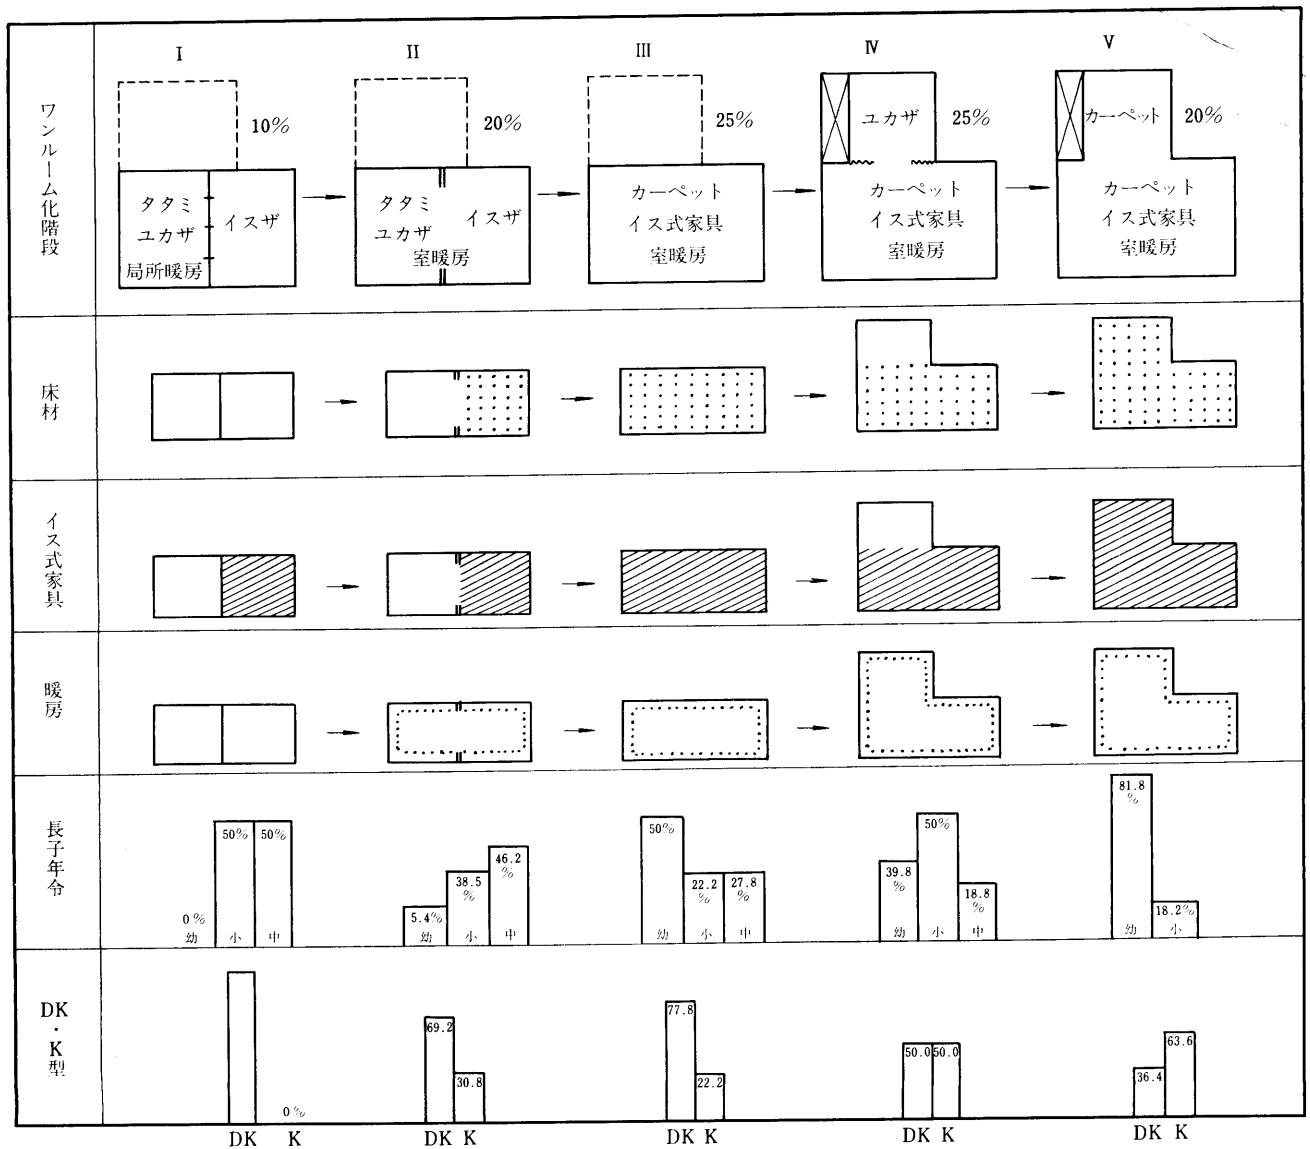 I
II
III
IV
V
ワンルーム化階段
10%
20%
25%
ユカザ
25%
カーペット
20%
タタミ
ユカザ
局所暖房
イスザ
タタミ
ユカザ
イスザ
室暖房
カーペット
イス式家具
室暖房
カーペット
イス式家具
室暖房
カーペット
イス式家具
室暖房
床材
イス式家具
暖房
長子年令
0%
幼
50%
小
50%
中
5.4%
幼
38.5
%
小
46.2
%
中
50%
幼
22.2
%
小
27.8
%
中
39.8
%
幼
50%
小
18.8
%
中
81.8
%
幼
18.2%
小
DK・K型
0%
69.2
30.8
77.8
22.2
50.0
50.0
36.4
63.6
DK K
DK K
DK K
DK K
DK K